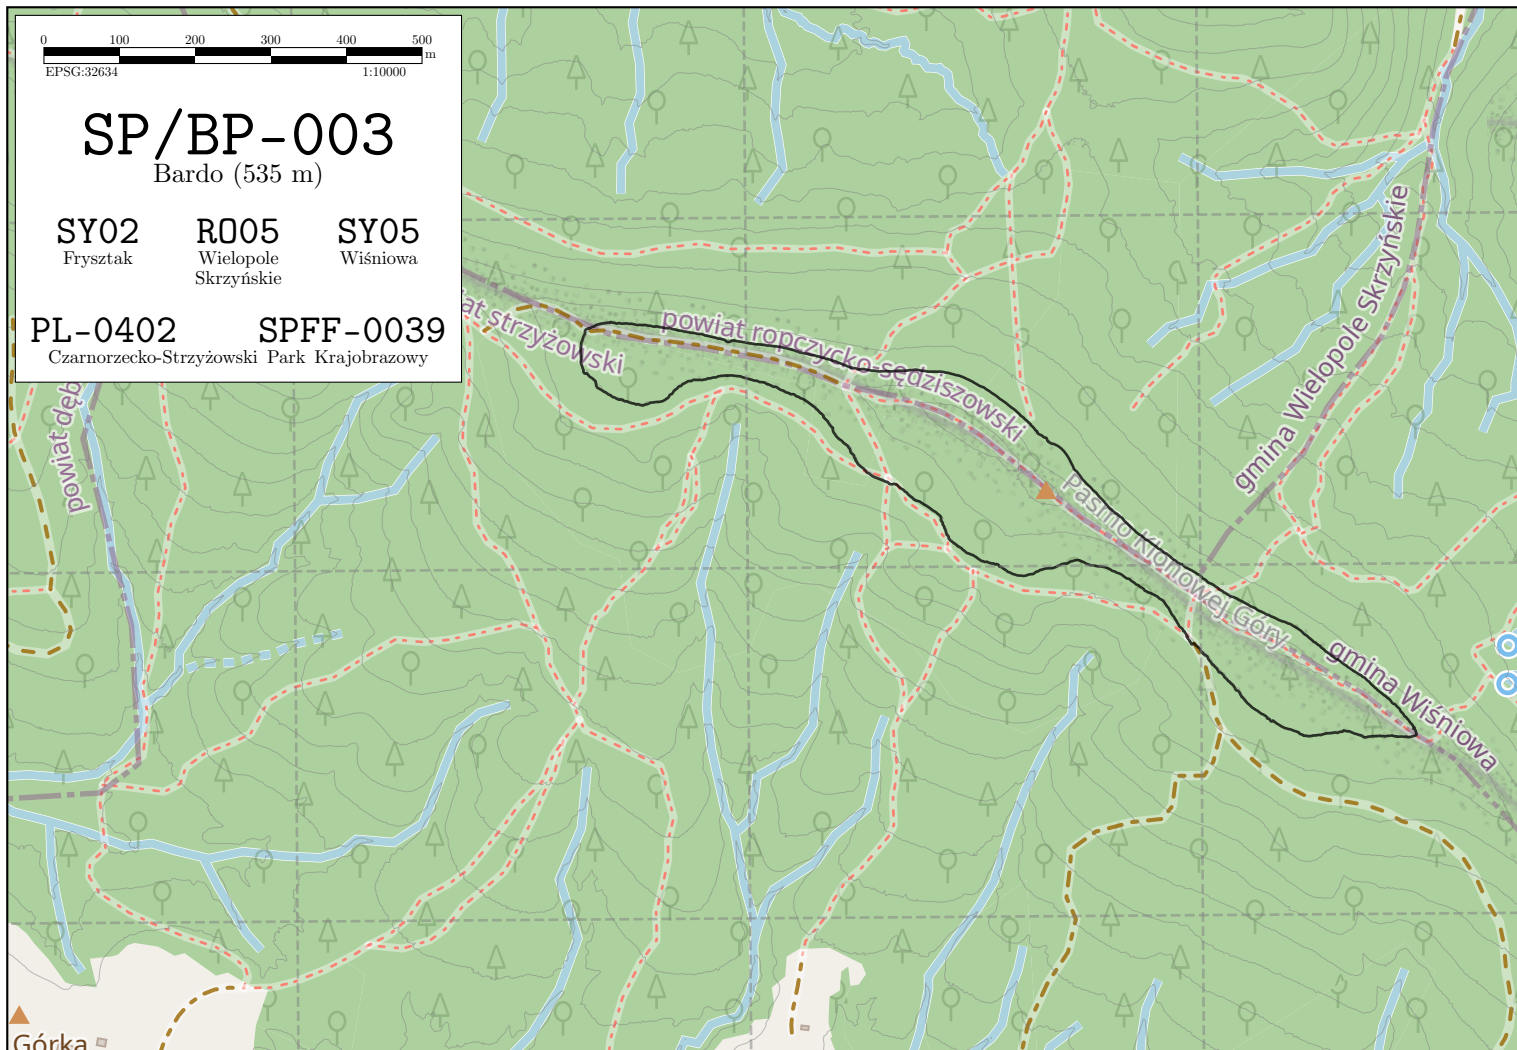 0 100 200 300 400 500
m
EPSG:32634 1:10000
SP/BP-003
Bardo (535 m)
SY02 RO05 SY05
Frysztak Wielopole Wiśniowa
Skrzyńskie
PL-0402 SPFF-0039
Czarnorzecko-Strzyżowski Park Krajobrazowy
iat strzyżowski
powiat ropczycko-sędziszowski
gmina Wielopole Skrzyńskie
powiat dęb
Pasmo Klonowej Góry
gmina Wiśniowa
Górka